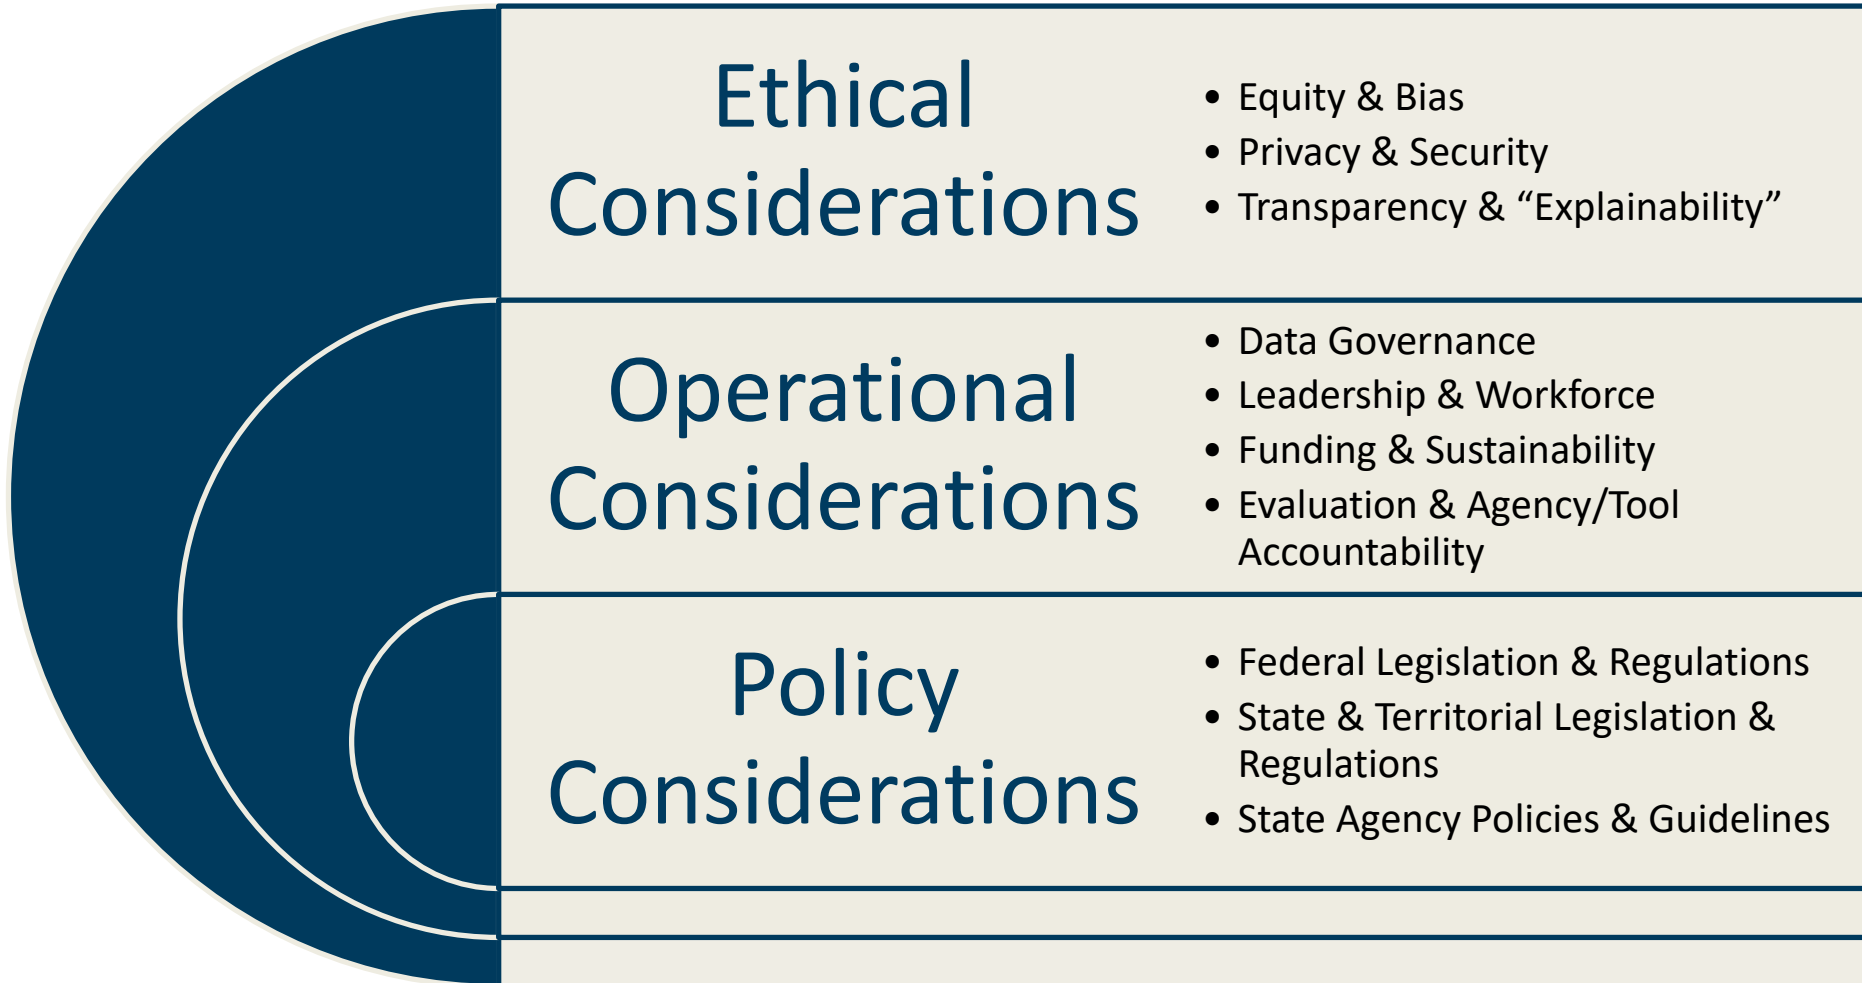 Ethical
Considerations
• Equity & Bias
• Privacy & Security
• Transparency & “Explainability”
Operational
Considerations
• Data Governance
• Leadership & Workforce
• Funding & Sustainability
• Evaluation & Agency/Tool
Accountability
Policy
Considerations
• Federal Legislation & Regulations
• State & Territorial Legislation &
Regulations
• State Agency Policies & Guidelines